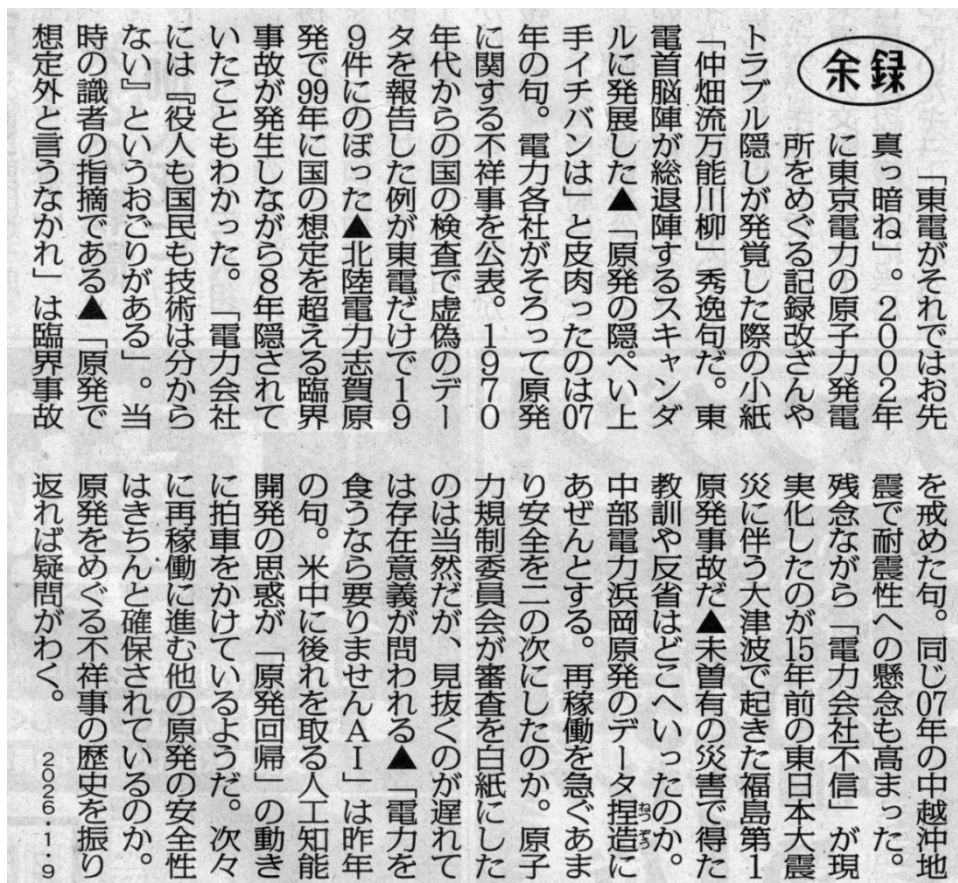 余録
「東電がそれではお先
真っ暗ね」。2002年
に東京電力の原子力発電
所をめぐる記録改ざんや
トラブル隠しが発覚した際の小紙
「仲畑流万能川柳」秀逸句だ。東
電首脳陣が総退陣するスキャンダ
ルに発展した▲「原発の隠ぺい上
手イチバンは」と皮肉ったのは07
年の句。電力各社がそろって原発
に関する不祥事を公表。1970
年代からの国の検査で虚偽のデー
タを報告した例が東電だけで19
9件にのぼった▲北陸電力志賀原
発で99年に国の想定を超える臨界
事故が発生しながら8年隠されて
いたこともわかった。「電力会社
には『役人も国民も技術は分から
ない』というおごりがある」。当
時の識者の指摘である▲「原発で
想定外と言うなかれ」は臨界事故
を戒めた句。同じ07年の中越沖地
震で耐震性への懸念も高まった。
残念ながら「電力会社不信」が現
実化したのが15年前の東日本大震
災に伴う大津波で起きた福島第1
原発事故だ▲未曽有の災害で得た
教訓や反省はどこへいったのか。
中部電力浜岡原発のデータ捏造に
あぜんとする。再稼働を急ぐあま
り安全を二の次にしたのか。原子
力規制委員会が審査を白紙にした
のは当然だが、見抜くのが遅れて
は存在意義が問われる▲「電力を
食うなら要りませんAI」は昨年
の句。米中に後れを取る人工知能
開発の思惑が「原発回帰」の動き
に拍車をかけているようだ。次々
に再稼働に進む他の原発の安全性
はきちんと確保されているのか。
原発をめぐる不祥事の歴史を振り
返れば疑問がわく。
2026・1・9